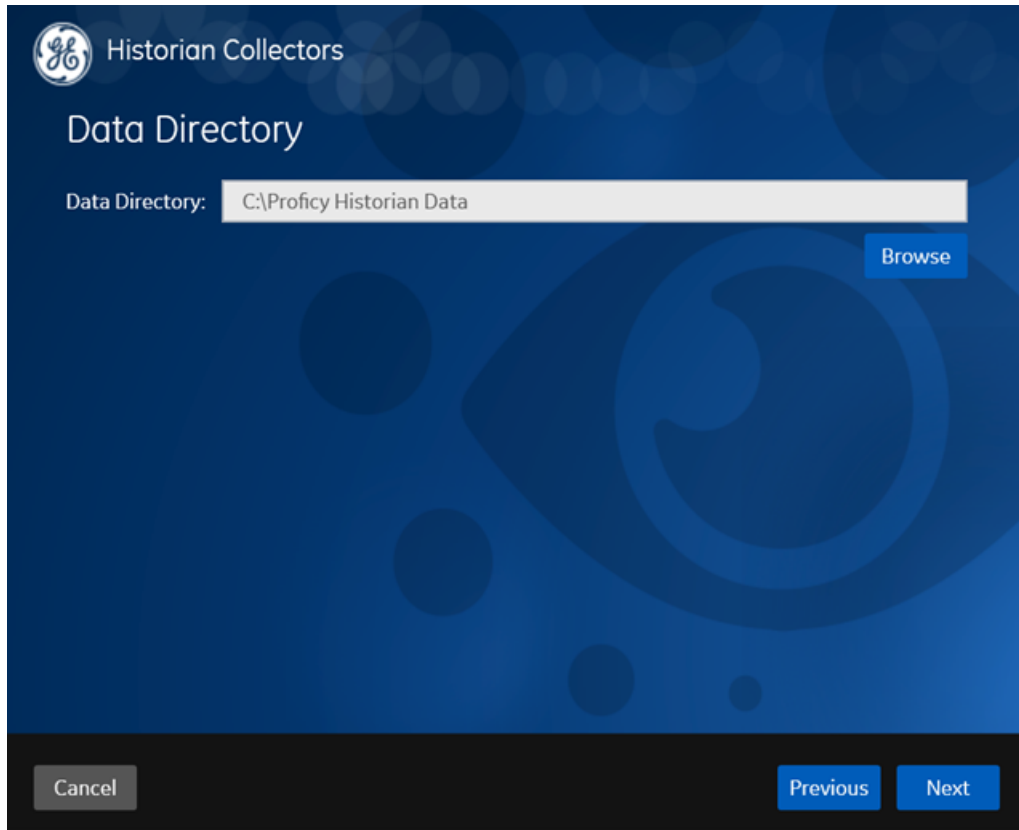 Historian Collectors
Data Directory
Data Directory: C:\Proficy Historian Data
Browse
Cancel Previous Next